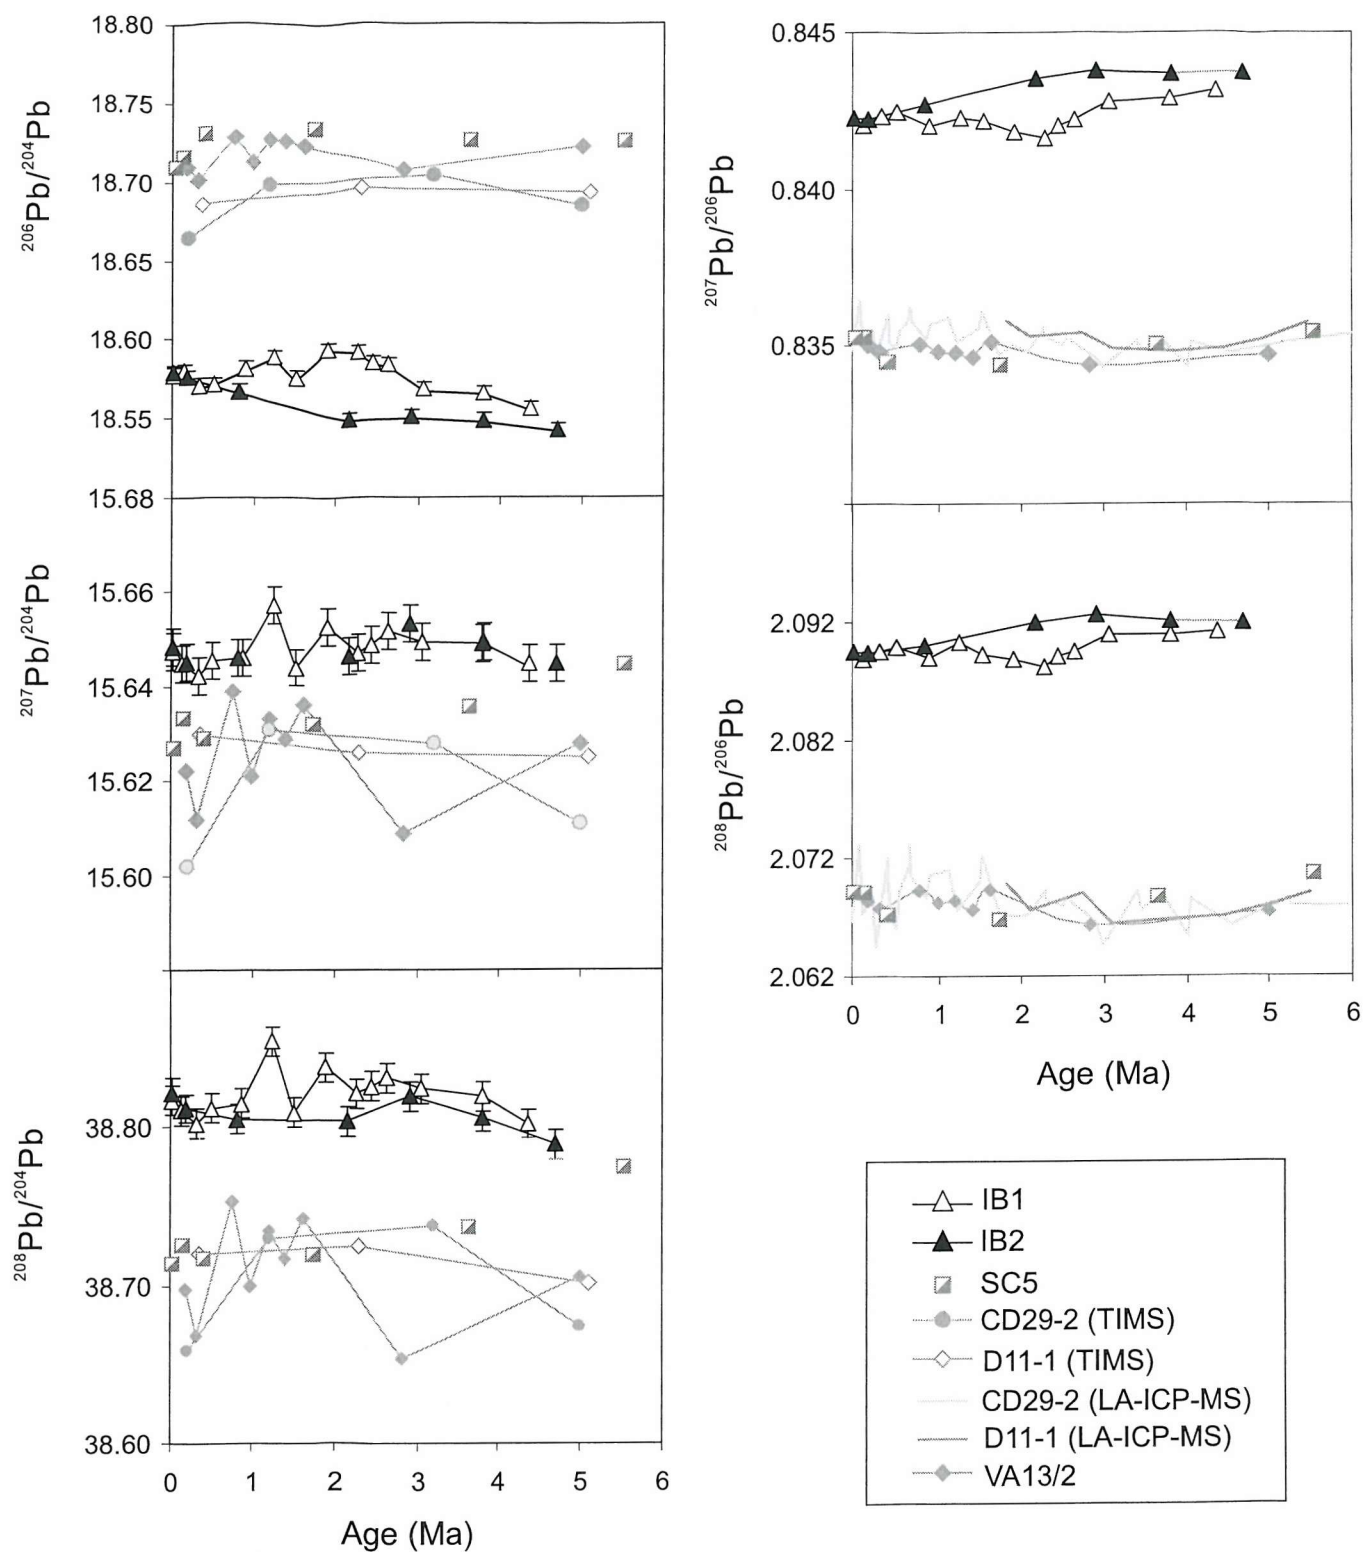 18.80
18.75
18.70
18.65
18.60
18.55
²⁰⁶Pb/²⁰⁴Pb
15.68
15.66
15.64
15.62
15.60
²⁰⁷Pb/²⁰⁴Pb
38.80
38.70
38.60
²⁰⁸Pb/²⁰⁴Pb
0 1 2 3 4 5 6
Age (Ma)
0.845
0.840
0.835
²⁰⁷Pb/²⁰⁶Pb
2.092
2.082
2.072
2.062
²⁰⁸Pb/²⁰⁶Pb
0 1 2 3 4 5 6
Age (Ma)
IB1
IB2
SC5
CD29-2 (TIMS)
D11-1 (TIMS)
CD29-2 (LA-ICP-MS)
D11-1 (LA-ICP-MS)
VA13/2